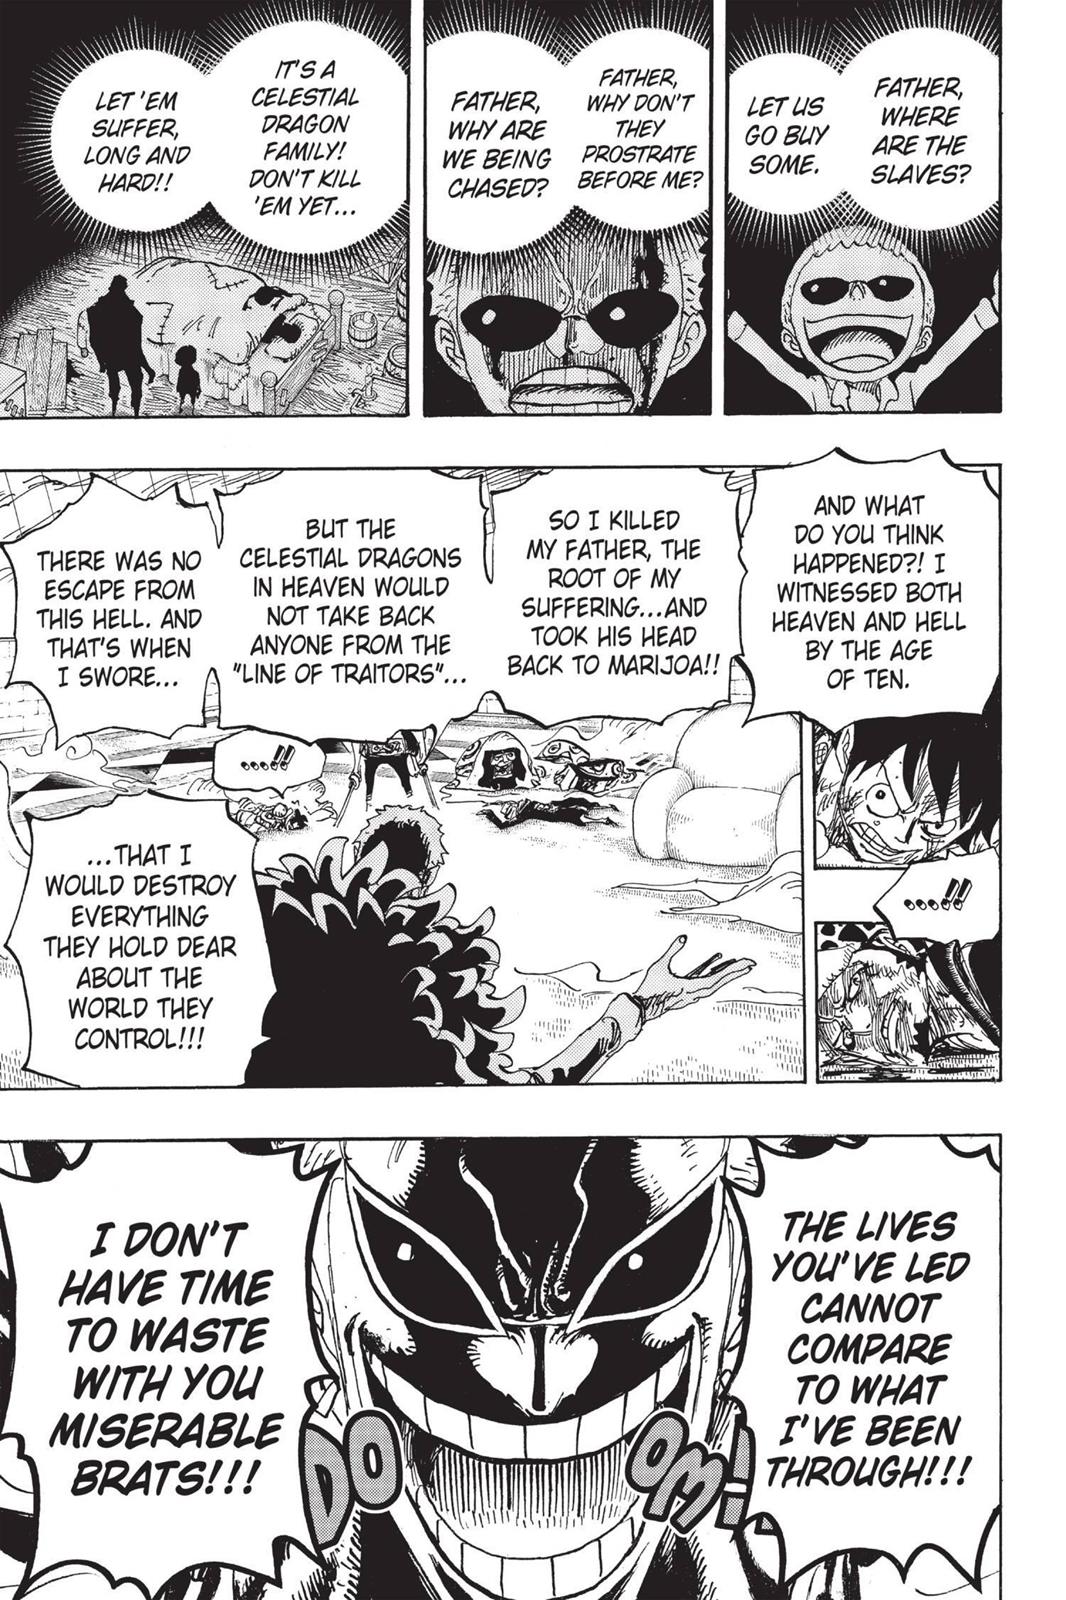 FATHER,
WHERE
ARE THE
SLAVES?
LET US
GO BUY
SOME.
FATHER,
WHY DON'T
THEY
PROSTRATE
BEFORE ME?
FATHER,
WHY ARE
WE BEING
CHASED?
IT'S A
CELESTIAL
DRAGON
FAMILY!
DON'T KILL
'EM YET...
LET 'EM
SUFFER,
LONG AND
HARD!!
AND WHAT
DO YOU THINK
HAPPENED?! I
WITNESSED BOTH
HEAVEN AND HELL
BY THE AGE
OF TEN.
SO I KILLED
MY FATHER, THE
ROOT OF MY
SUFFERING...AND
TOOK HIS HEAD
BACK TO MARIJOA!!
BUT THE
CELESTIAL DRAGONS
IN HEAVEN WOULD
NOT TAKE BACK
ANYONE FROM THE
"LINE OF TRAITORS"...
THERE WAS NO
ESCAPE FROM
THIS HELL. AND
THAT'S WHEN
I SWORE...
....!!
....!!
...THAT I
WOULD DESTROY
EVERYTHING
THEY HOLD DEAR
ABOUT THE
WORLD THEY
CONTROL!!!
THE LIVES
YOU'VE LED
CANNOT
COMPARE
TO WHAT
I'VE BEEN
THROUGH!!!
I DON'T
HAVE TIME
TO WASTE
WITH YOU
MISERABLE
BRATS!!!
DOOM!